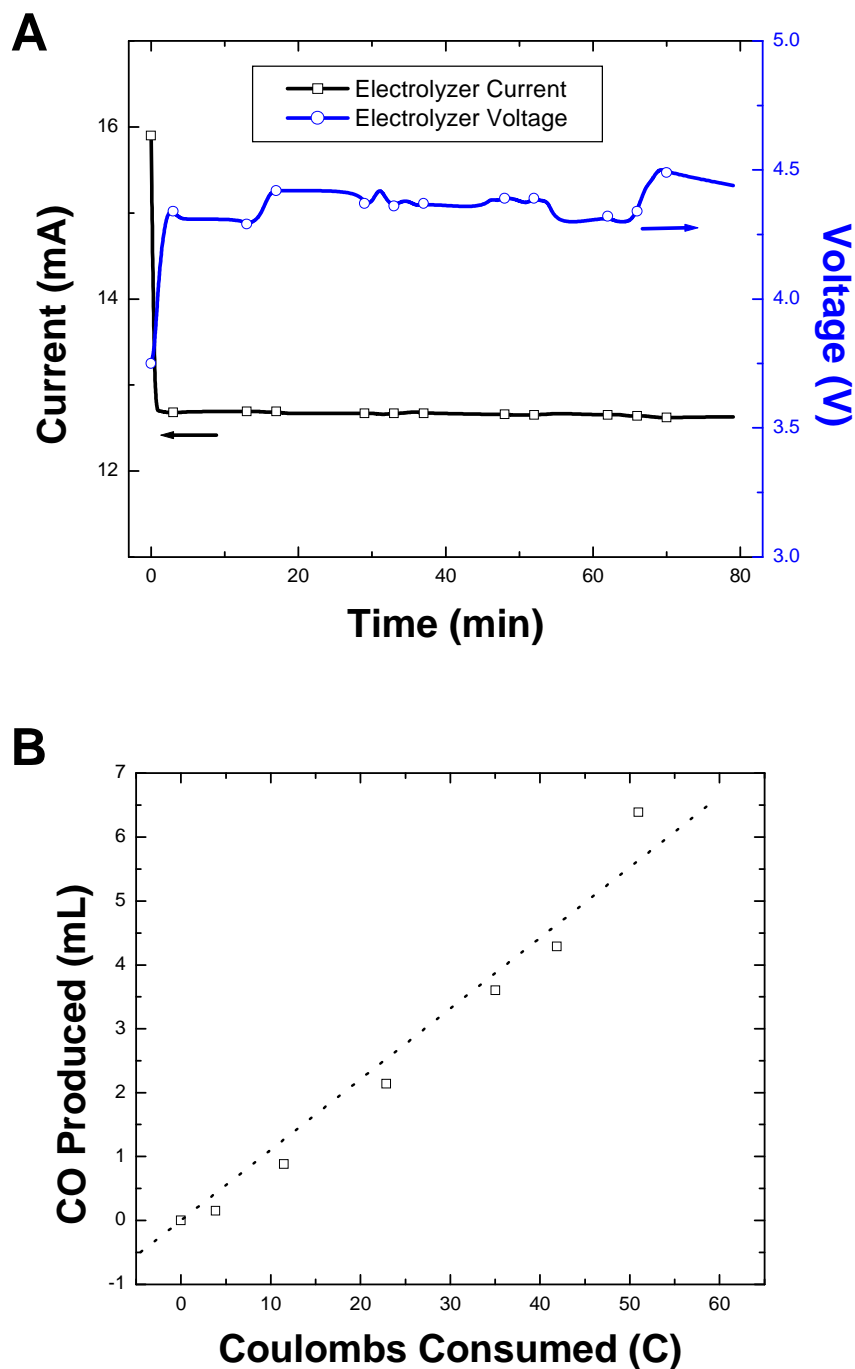 A
Electrolyzer Current
Electrolyzer Voltage
Current (mA)
16
14
12
5.0
4.5
4.0
3.5
3.0
Voltage (V)
0 20 40 60 80
Time (min)
B
CO Produced (mL)
7
6
5
4
3
2
1
0
-1
0 10 20 30 40 50 60
Coulombs Consumed (C)